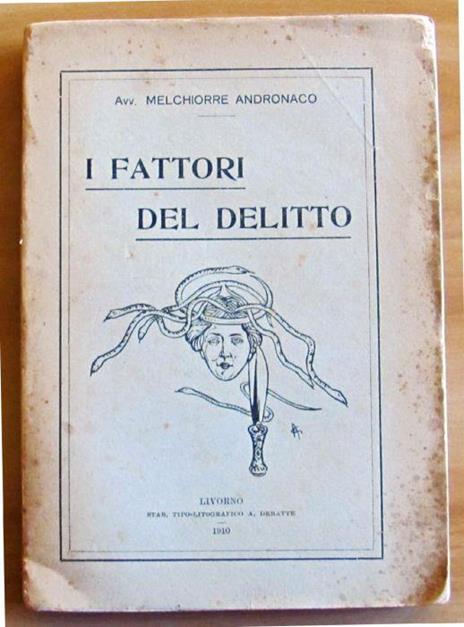 Avv. MELCHIORRE ANDRONACO
I FATTORI
DEL DELITTO
LIVORNO
STAB. TIPO-LITOGRAFICO A. DEBATTE
1910